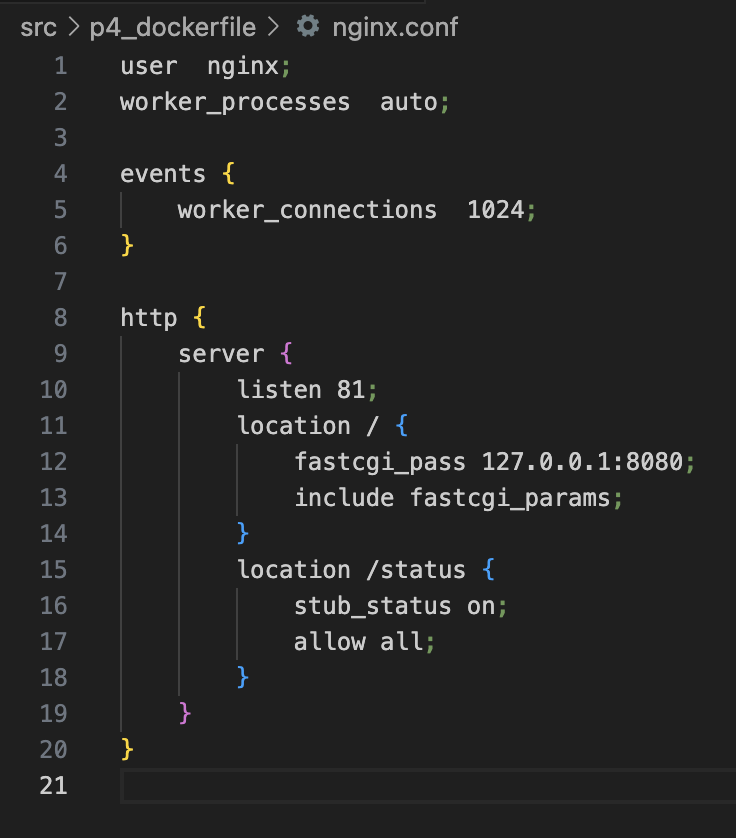 src > p4_dockerfile > nginx.conf
1 user  nginx;
2 worker_processes  auto;
3
4 events {
5     worker_connections  1024;
6 }
7
8 http {
9     server {
10         listen 81;
11         location / {
12             fastcgi_pass 127.0.0.1:8080;
13             include fastcgi_params;
14         }
15         location /status {
16             stub_status on;
17             allow all;
18         }
19     }
20 }
21